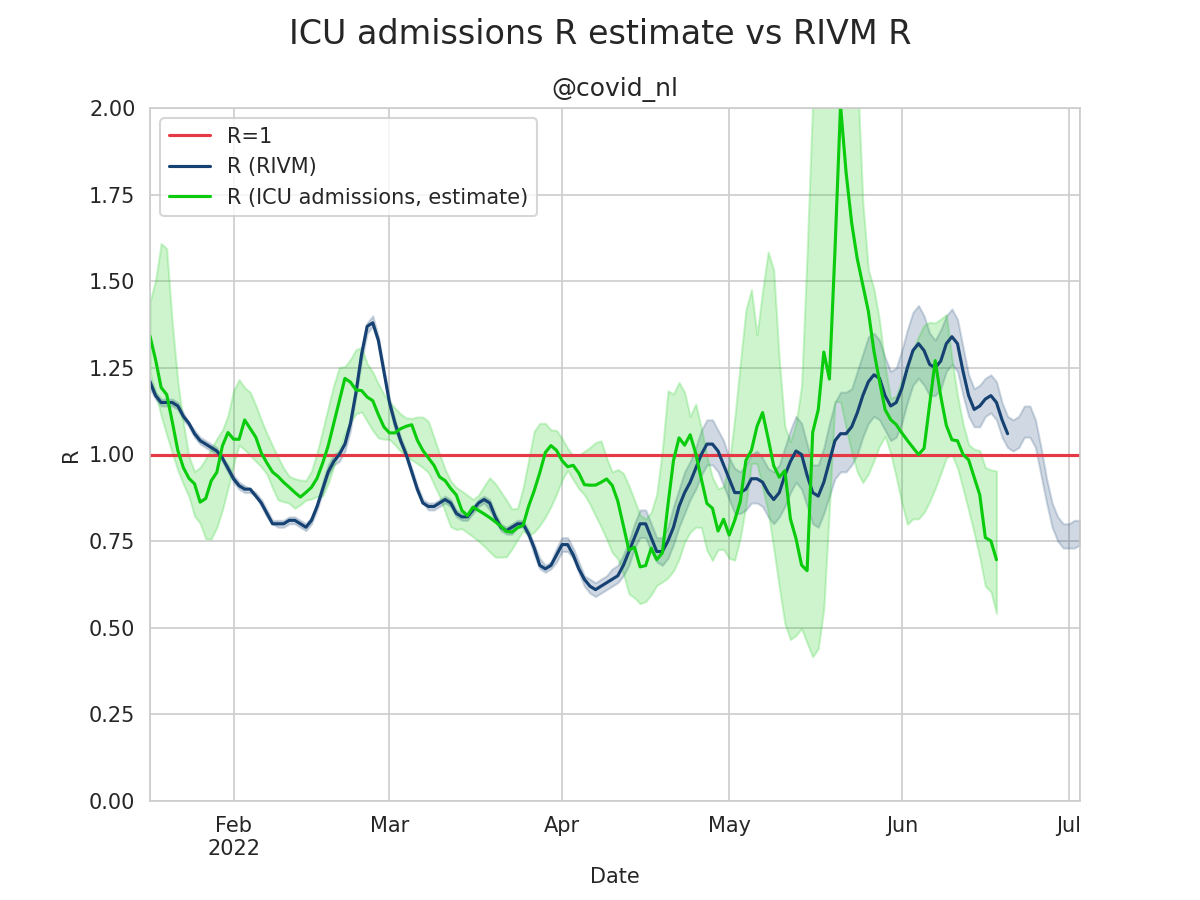 ICU admissions R estimate vs RIVM R
@covid_nl
R=1
R (RIVM)
R (ICU admissions, estimate)
2.00
1.75
1.50
1.25
1.00
0.75
0.50
0.25
0.00
R
Feb
2022
Mar
Apr
May
Jun
Jul
Date